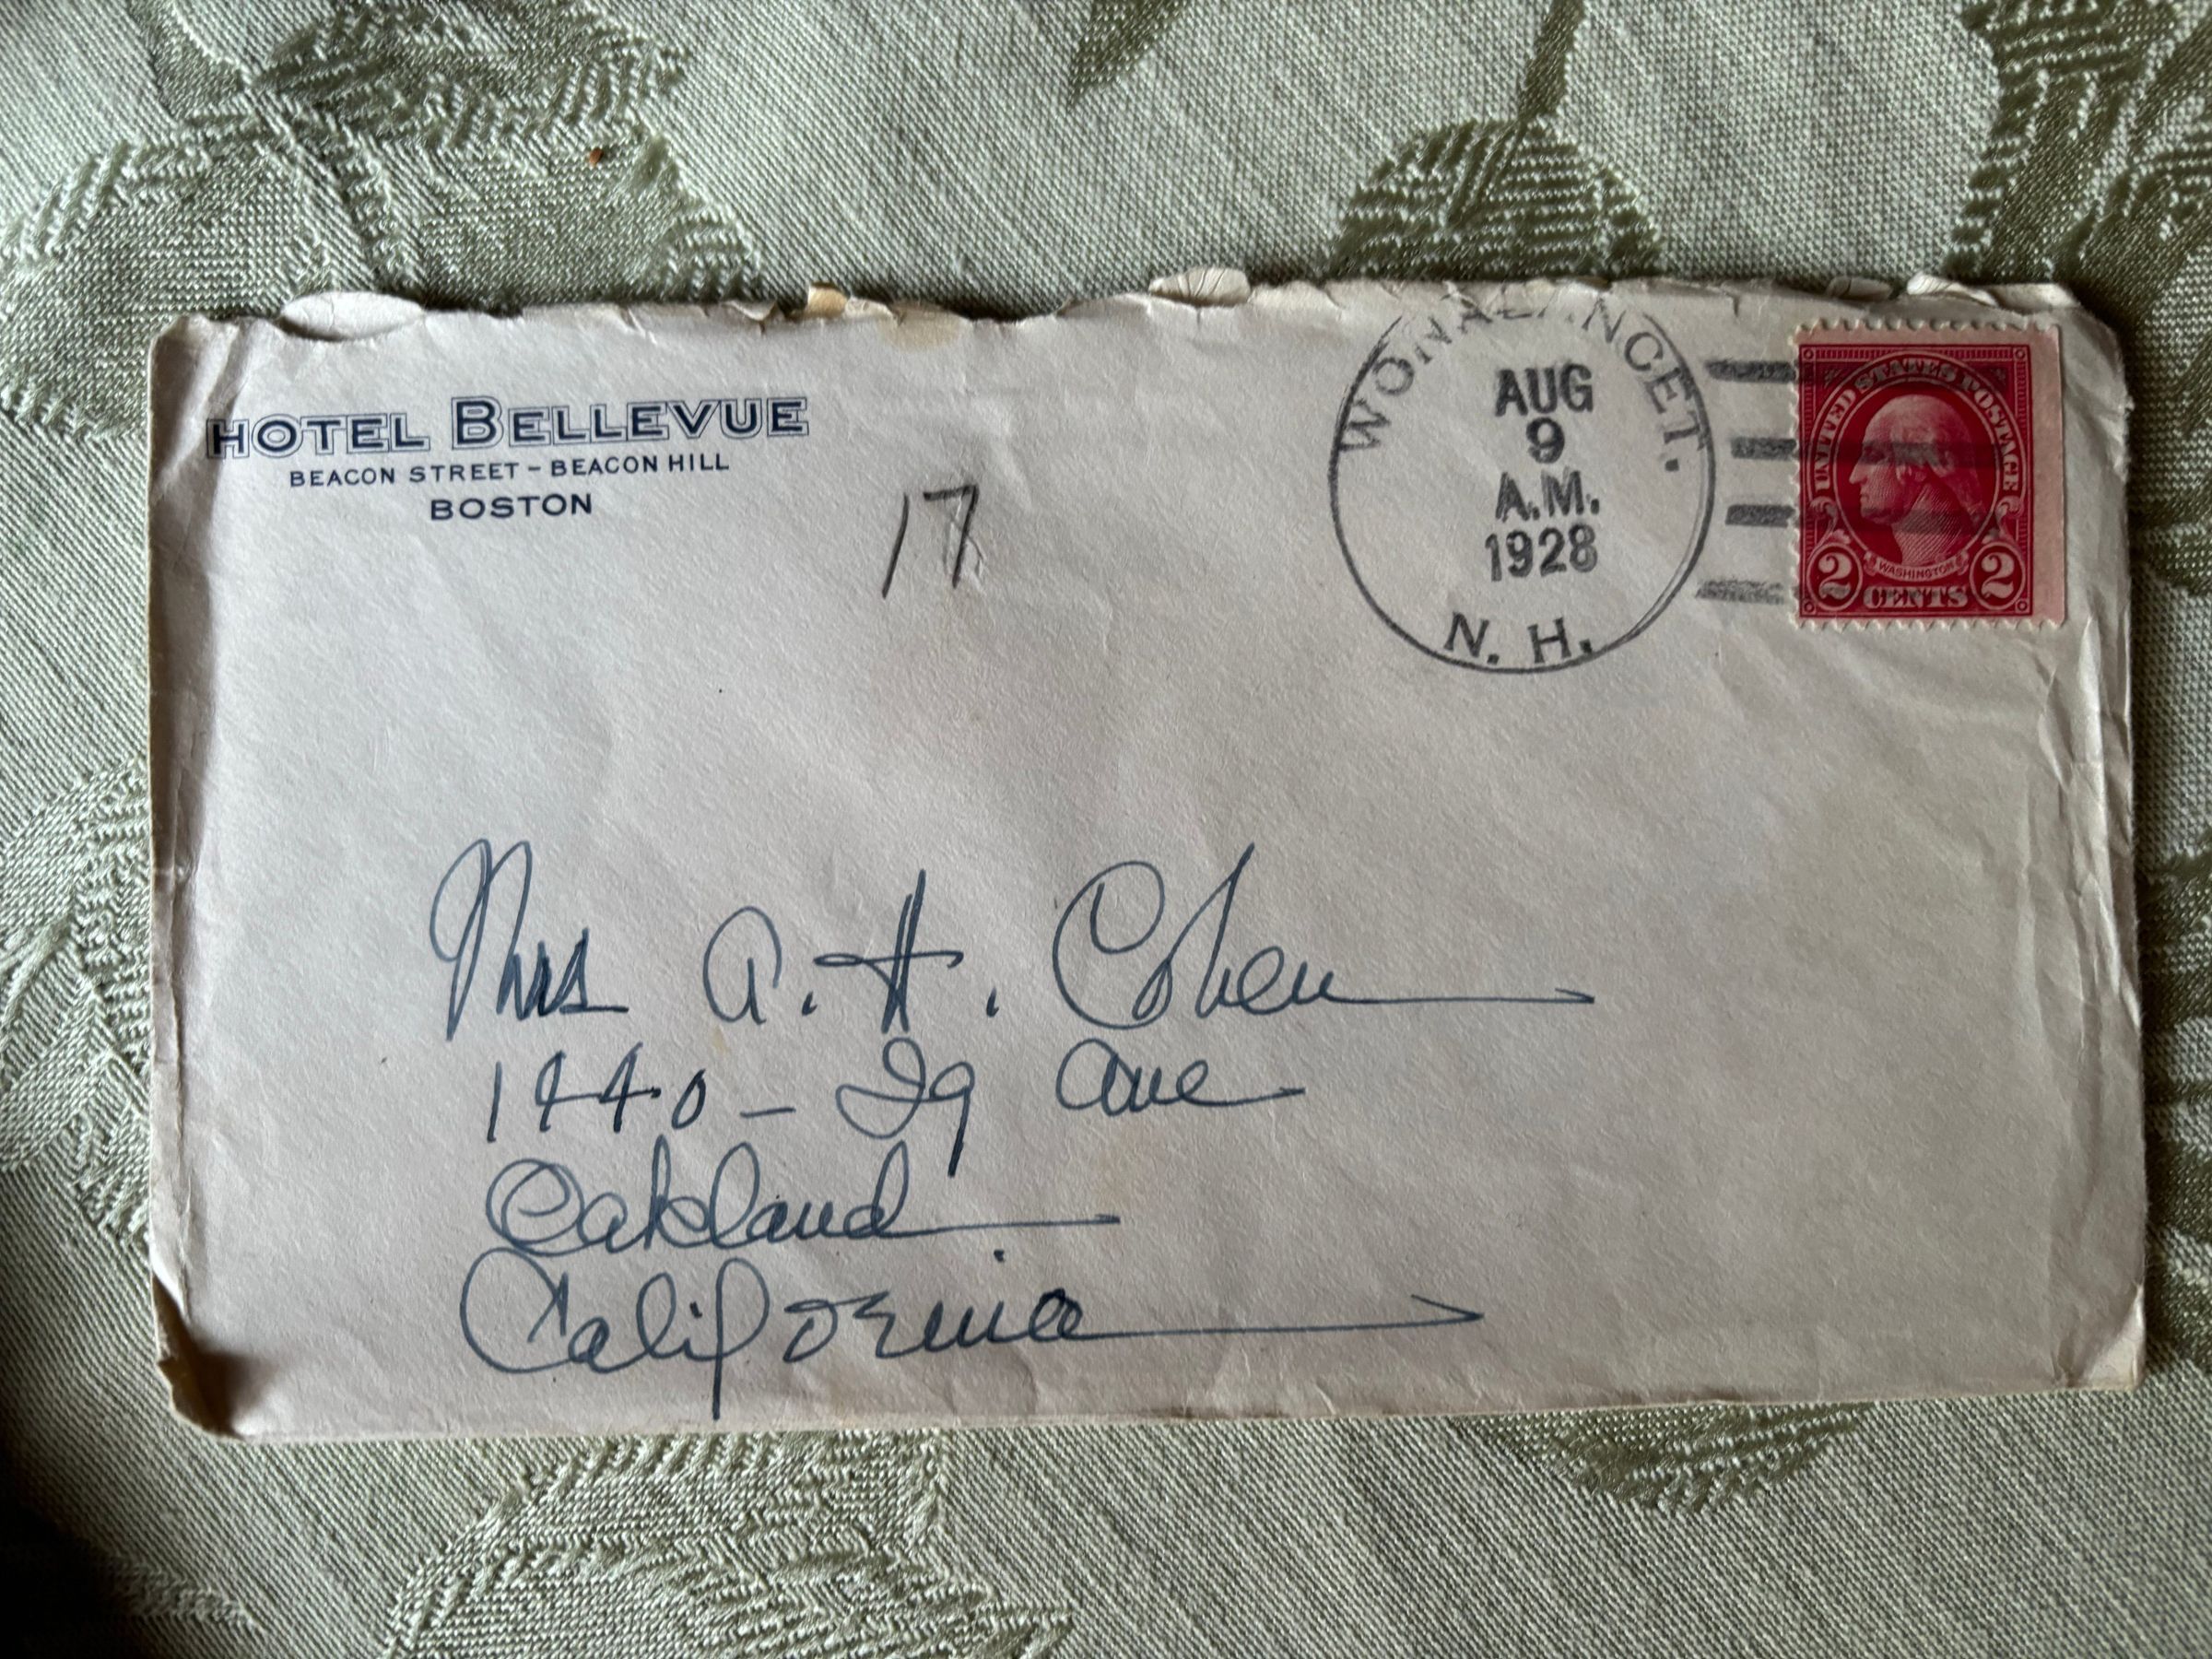 HOTEL BELLEVUE
BEACON STREET - BEACON HILL
BOSTON
17
WONALANCET.
AUG
9
A.M.
1928
N. H.
UNITED STATES POSTAGE
WASHINGTON
2 CENTS 2
Mrs A. H. Cohen
1440 - 29 Ave
Oakland
California